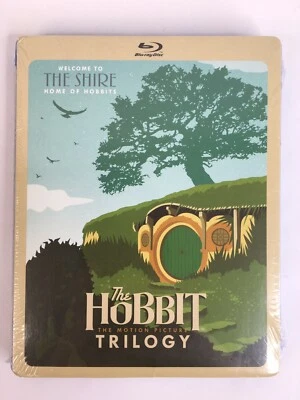 Blu-ray Disc
WELCOME TO
THE SHIRE
HOME OF HOBBITS
The
HOBBIT
THE MOTION PICTURE
TRILOGY